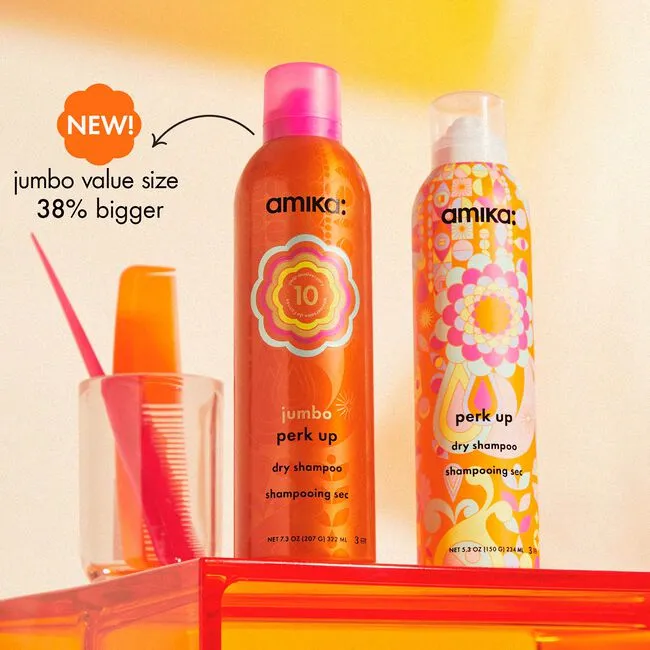 NEW!
jumbo value size
38% bigger
amika:
10
jumbo
perk up
dry shampoo
shampooing sec
NET 7.3 OZ (207 G) 322 ML
amika:
perk up
dry shampoo
shampooing sec
NET 5.3 OZ (150 G) 234 ML